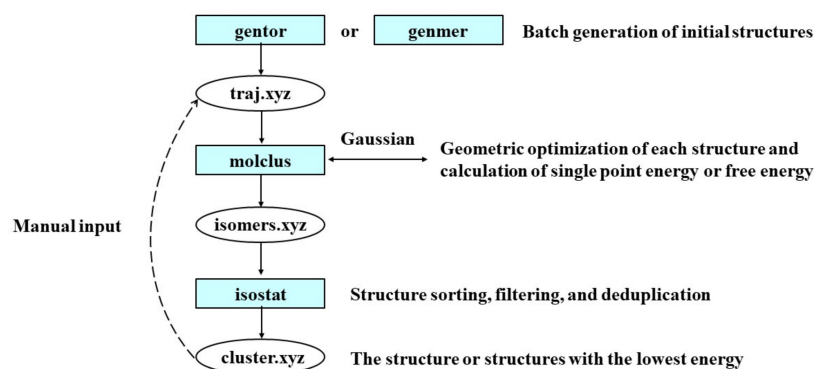 gentor or genmer Batch generation of initial structures
traj.xyz
Gaussian
molclus
Geometric optimization of each structure and
calculation of single point energy or free energy
Manual input
isomers.xyz
isostat Structure sorting, filtering, and deduplication
cluster.xyz The structure or structures with the lowest energy